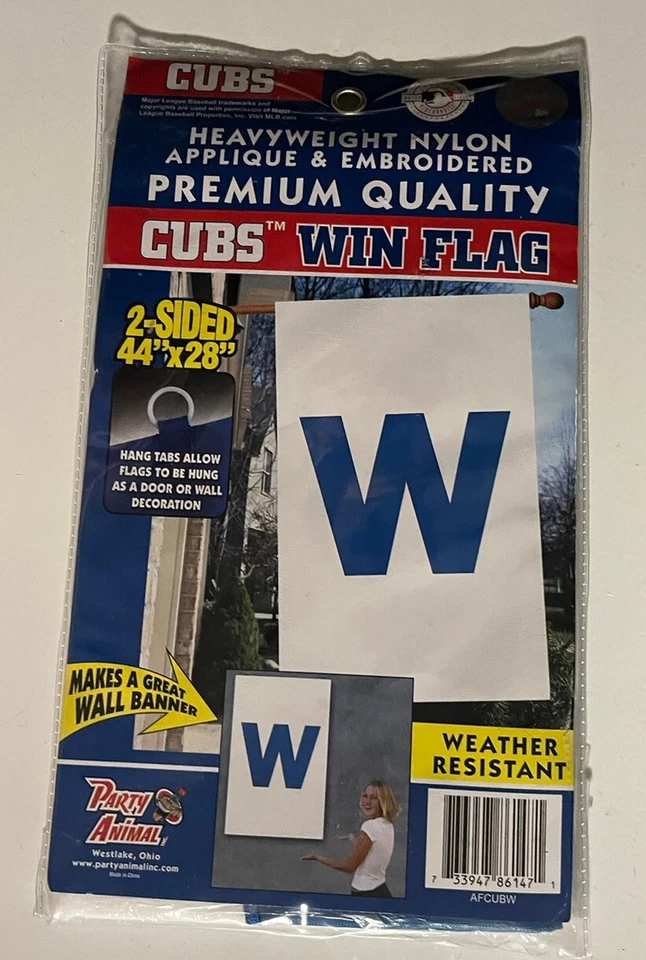 CUBS
Major League Baseball trademarks and
copyrights are used with permission of Major
League Baseball Properties, Inc. Visit MLB.com
HEAVYWEIGHT NYLON
APPLIQUE & EMBROIDERED
PREMIUM QUALITY
CUBS™ WIN FLAG
2-SIDED
44"x28"
HANG TABS ALLOW
FLAGS TO BE HUNG
AS A DOOR OR WALL
DECORATION
W
MAKES A GREAT
WALL BANNER
W
WEATHER
RESISTANT
PARTY
ANIMAL
Westlake, Ohio
www.partyanimalinc.com
Made in China
7 33947 86147 1
AFCUBW